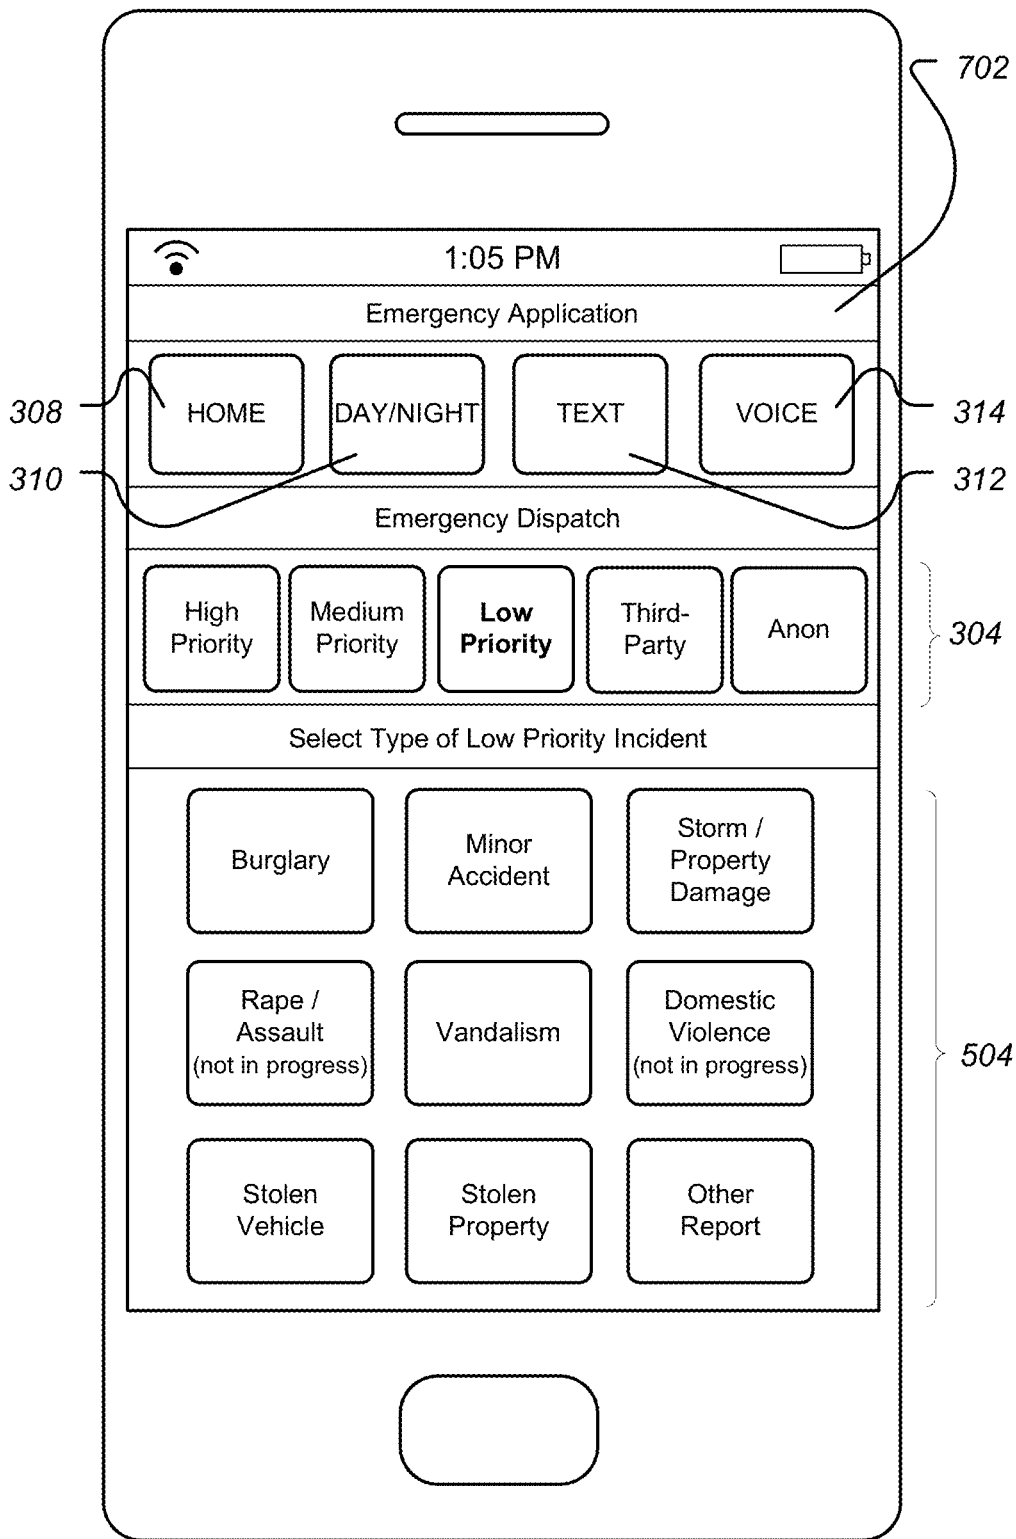 702
1:05 PM
Emergency Application
308
HOME
DAY/NIGHT
TEXT
VOICE
314
310
312
Emergency Dispatch
High
Priority
Medium
Priority
Low
Priority
Third-
Party
Anon
304
Select Type of Low Priority Incident
Burglary
Minor
Accident
Storm /
Property
Damage
Rape /
Assault
(not in progress)
Vandalism
Domestic
Violence
(not in progress)
504
Stolen
Vehicle
Stolen
Property
Other
Report